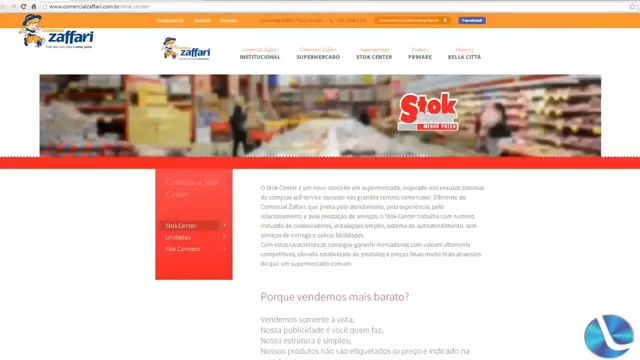 www.comercialzaffari.com.br/stok-center
Comercial
Zaffari
Facebook
Zaffari
Comercial Zaffari
INSTITUCIONAL
Comercial Zaffari
SUPERMERCADO
Supermercado
STOK CENTER
Produtos
PRIMARE
Shopping
BELLA CITTÀ
Stok
MENOR PREÇO
Conheça o Stok
Center
Stok Center
Unidades
Fale Conosco
O Stok Center é um novo conceito em supermercado, inspirado nos enxutos sistemas
de compras self-service (sucesso nos grandes centros comerciais). Diferente do
Comercial Zaffari, que prima pelo atendimento, pela experiência, pelo
relacionamento e pela prestação de serviços, o Stok Center trabalha com número
reduzido de colaboradores, instalações simples, sistema de autoatendimento, sem
serviços de entrega e outras facilidades.
Com estas características consegue garantir mercadorias com valores altamente
competitivos, elevada rotatividade de produtos e preços finais muito mais atraentes
do que um supermercado comum.
Porque vendemos mais barato?
Vendemos somente à vista;
Nossa publicidade é você quem faz;
Nossa estrutura é simples;
Nossos produtos não são etiquetados (o preço é indicado na